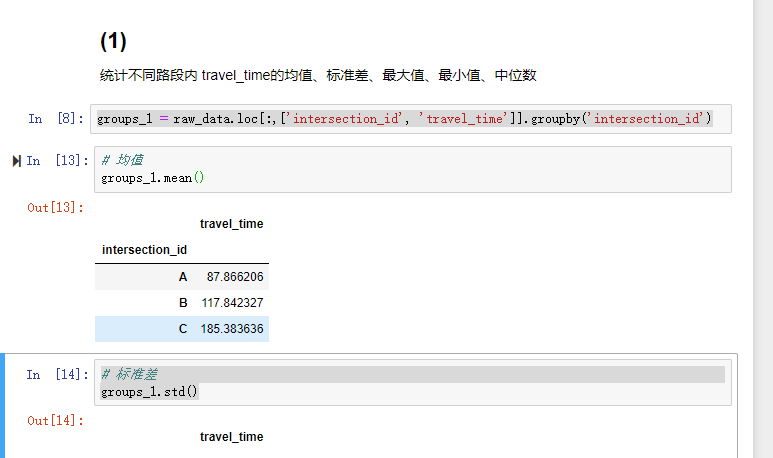 (1)
统计不同路段内 travel_time的均值、标准差、最大值、最小值、中位数
In [8]: groups_1 = raw_data.loc[:,['intersection_id', 'travel_time']].groupby('intersection_id')
In [13]: # 均值
groups_1.mean()
Out[13]:
travel_time
intersection_id
A 87.866206
B 117.842327
C 185.383636
In [14]: # 标准差
groups_1.std()
Out[14]:
travel_time